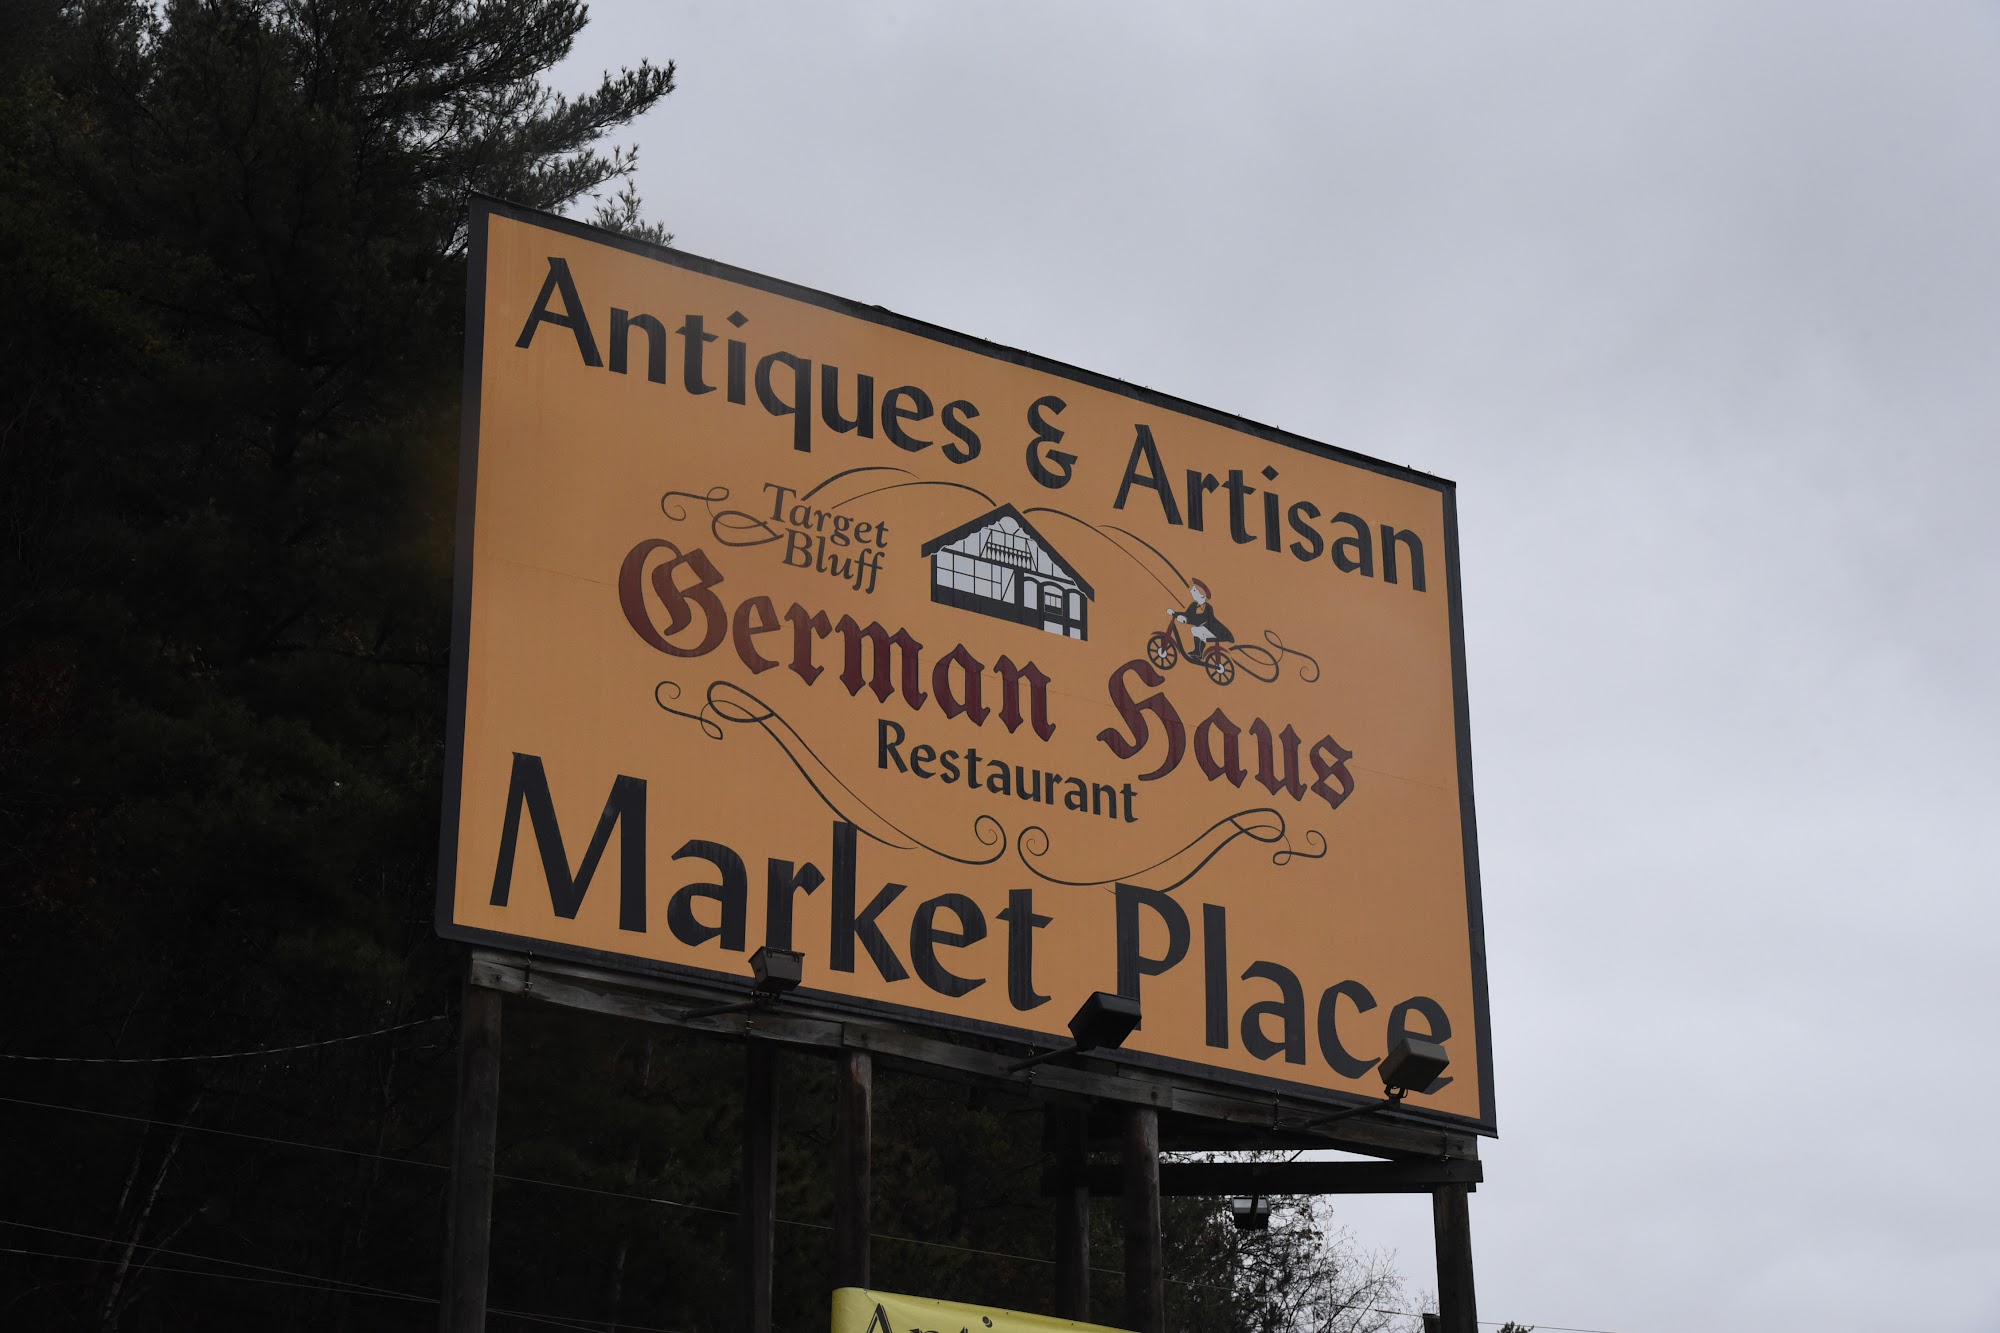 Antiques & Artisan
Target
Bluff
German Haus
Restaurant
Market Place